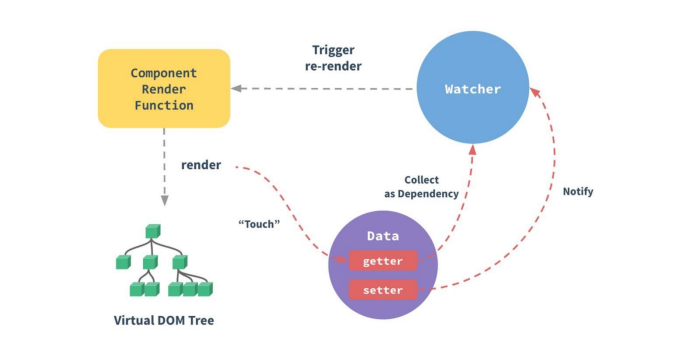 Trigger
re-render
Component
Render
Function
Watcher
render
Collect
as Dependency
Notify
“Touch”
Data
getter
setter
Virtual DOM Tree